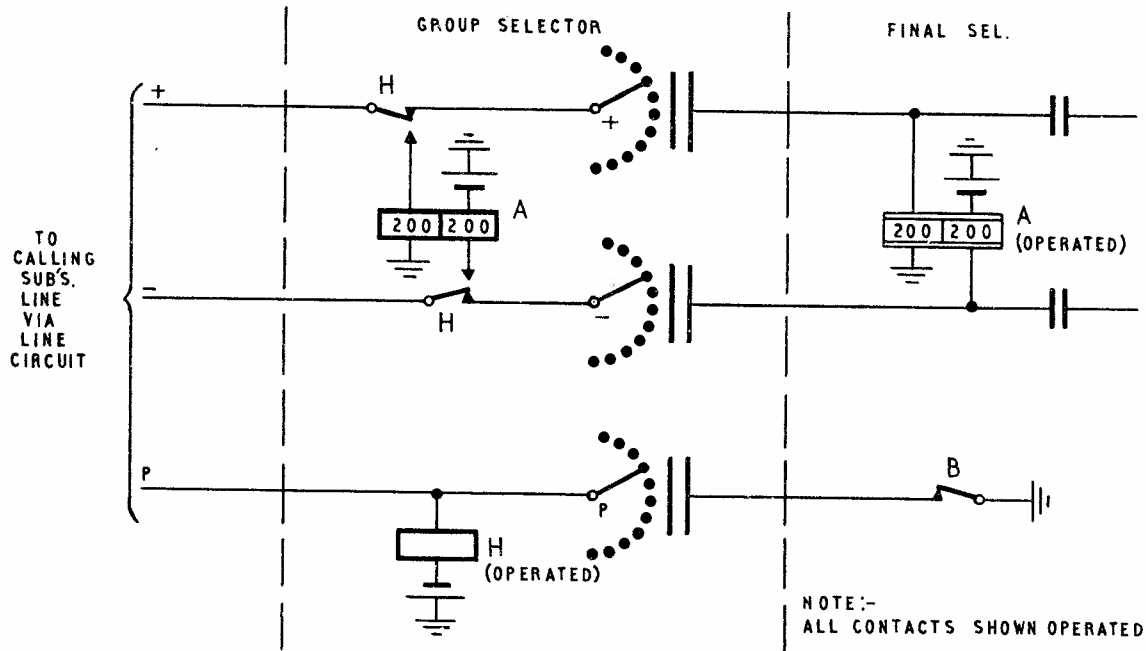 GROUP SELECTOR
FINAL SEL.
+
H
+
200 200
A
200 200
A
(OPERATED)
TO
CALLING
SUB'S.
LINE
VIA
LINE
CIRCUIT
-
H
-
P
P
B
H
(OPERATED)
NOTE:-
ALL CONTACTS SHOWN OPERATED